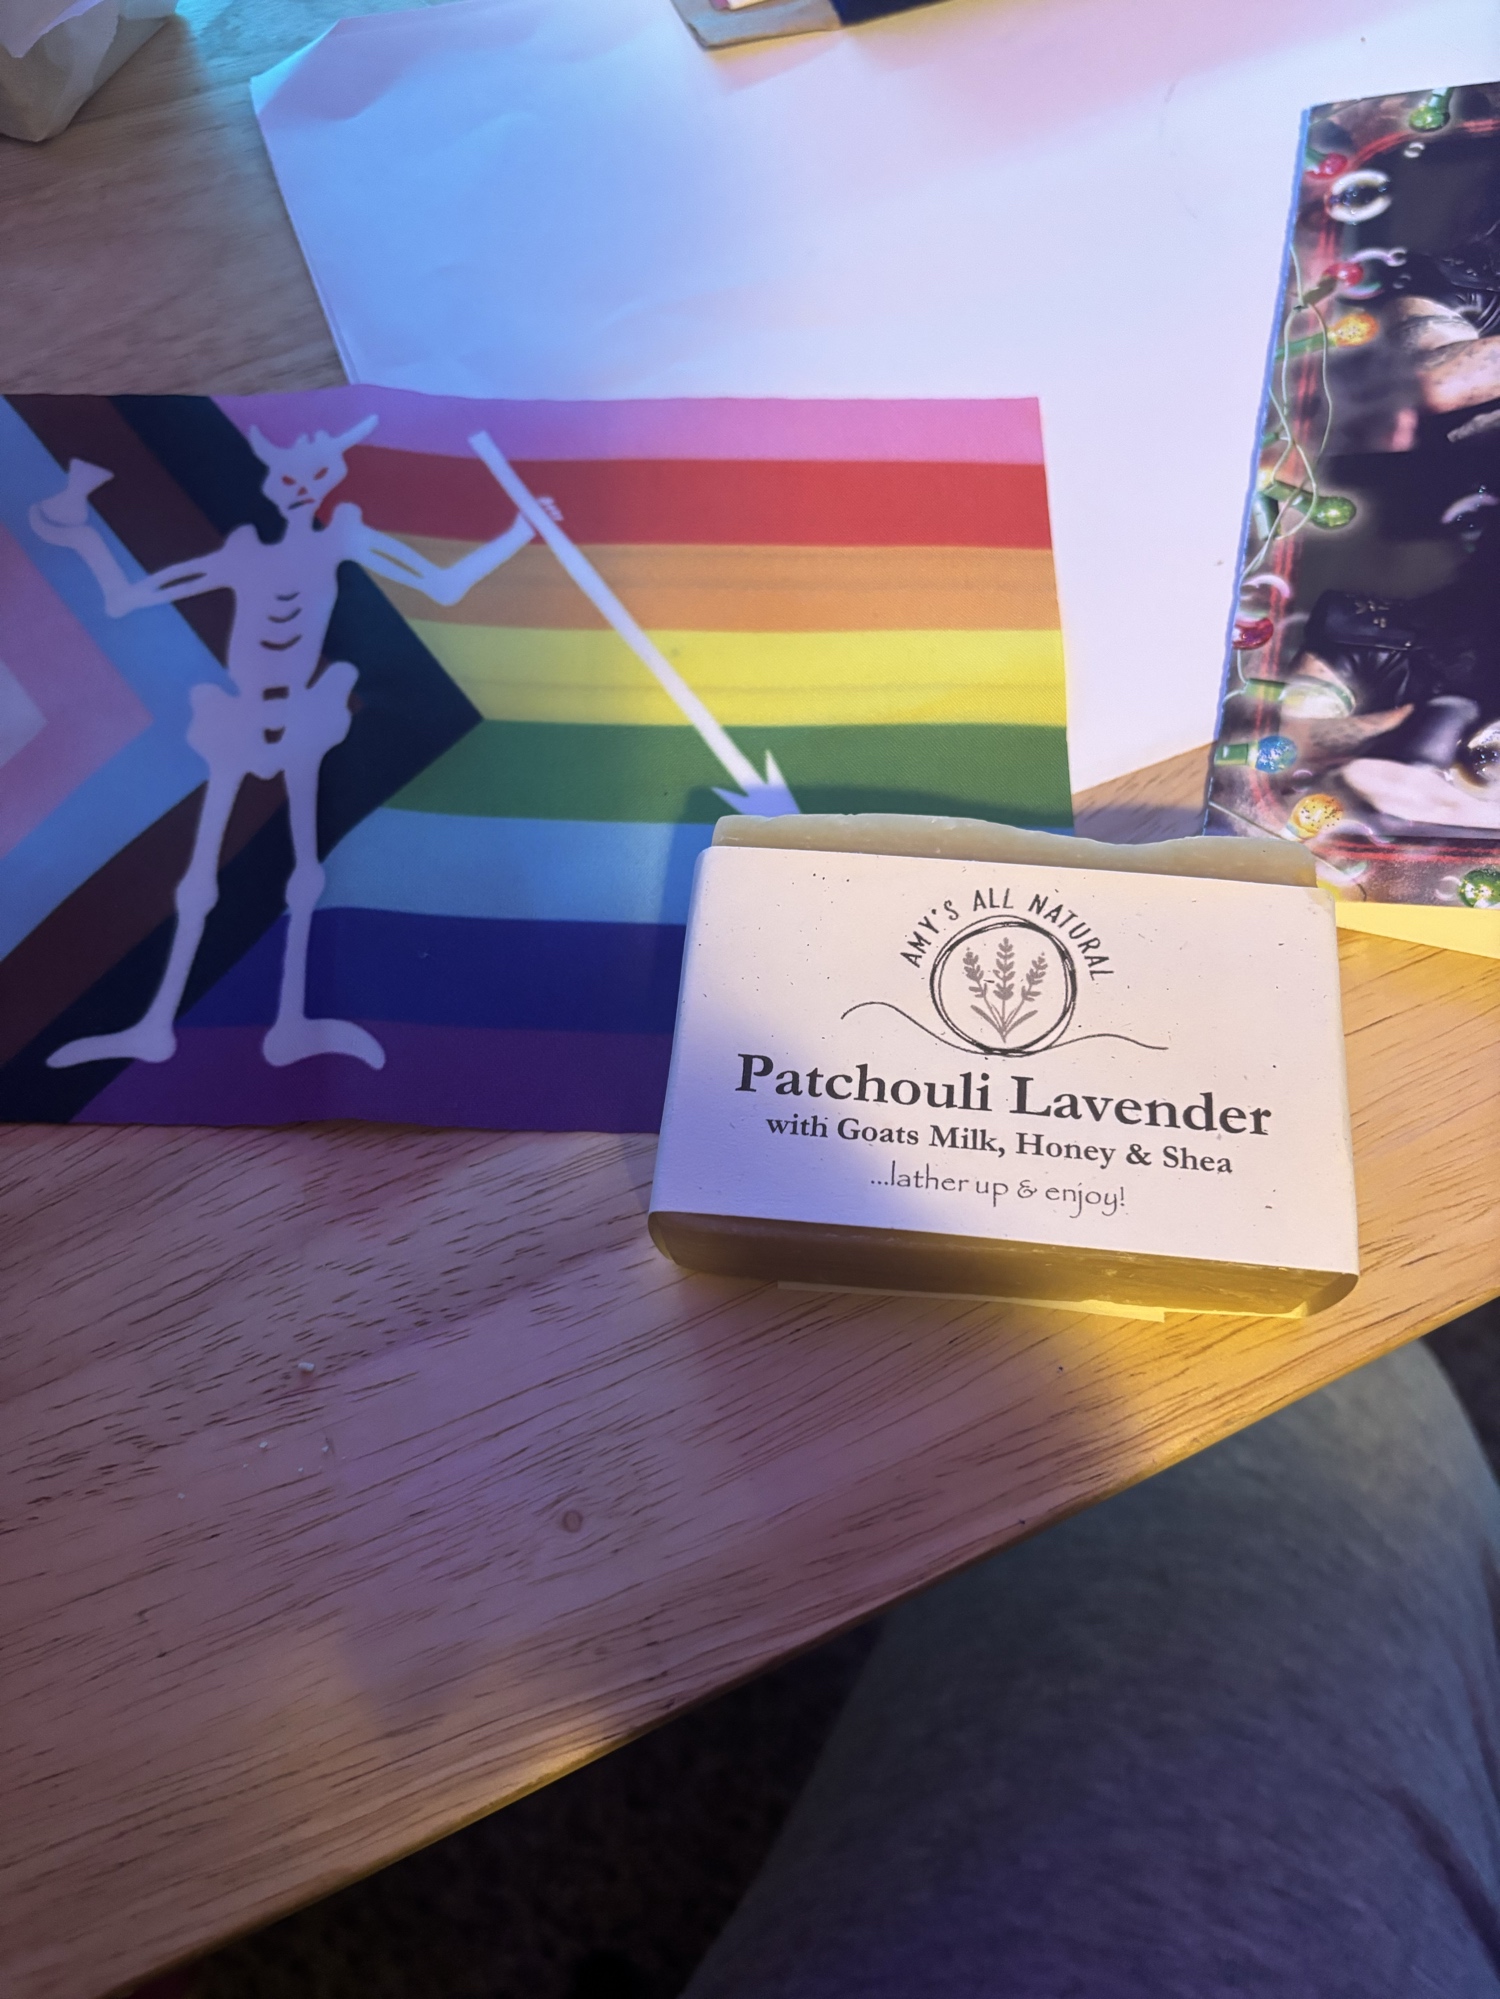 AMY'S ALL NATURAL
Patchouli Lavender
with Goats Milk, Honey & Shea
...lather up & enjoy!